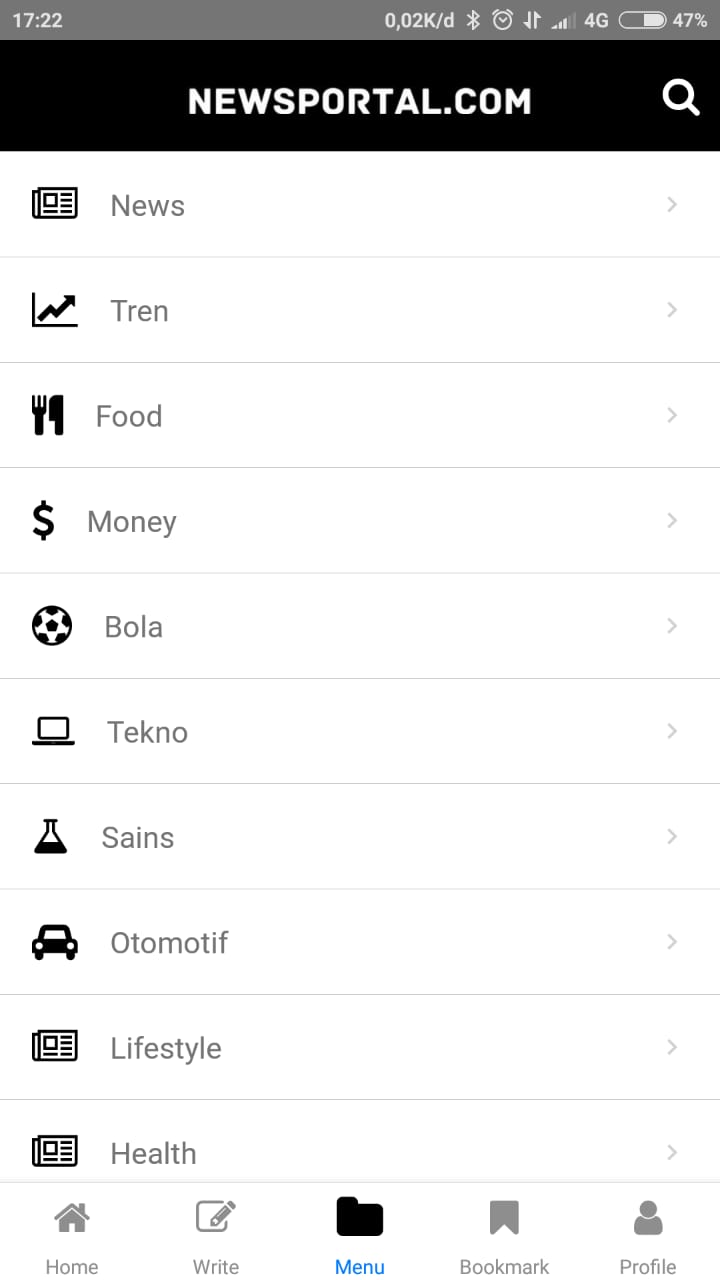 17:22 0,02K/d 4G 47%
NEWSPORTAL.COM
News
Tren
Food
Money
Bola
Tekno
Sains
Otomotif
Lifestyle
Health
Home Write Menu Bookmark Profile